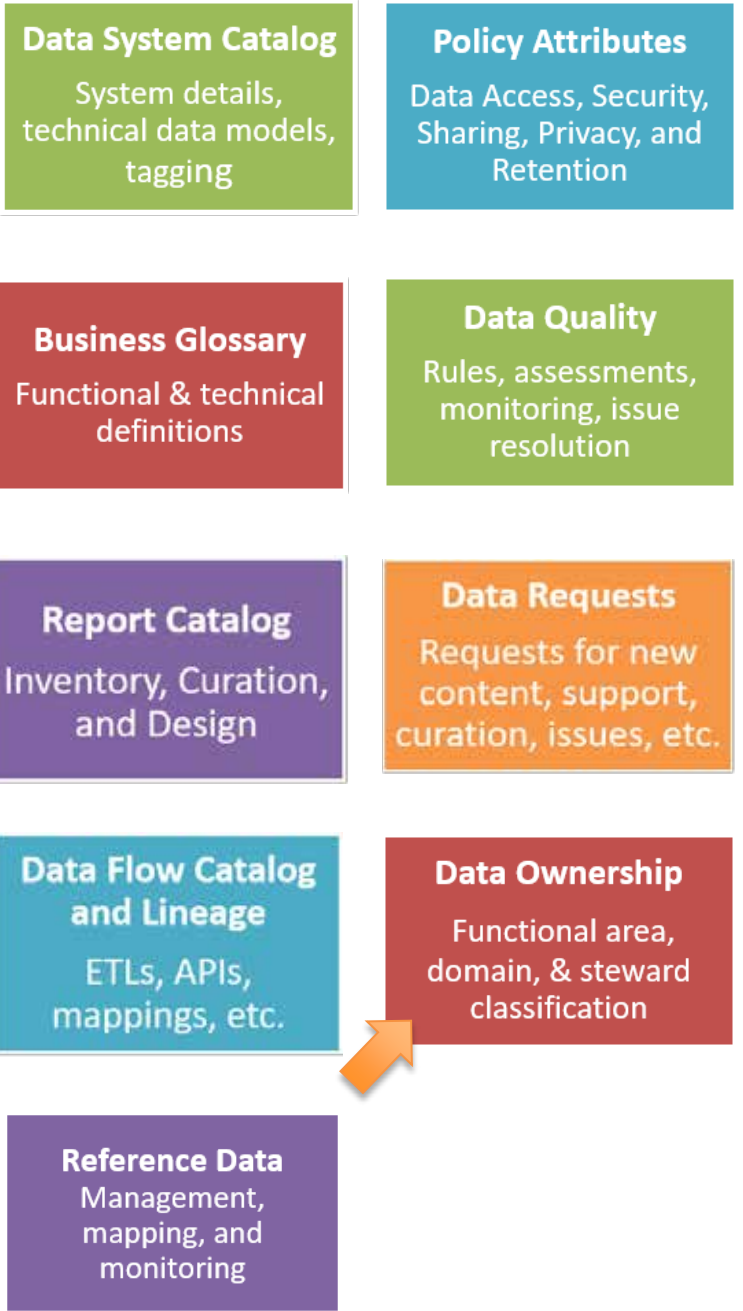 Data System Catalog
System details,
technical data models,
tagging
Policy Attributes
Data Access, Security,
Sharing, Privacy, and
Retention
Business Glossary
Functional & technical
definitions
Data Quality
Rules, assessments,
monitoring, issue
resolution
Report Catalog
Inventory, Curation,
and Design
Data Requests
Requests for new
content, support,
curation, issues, etc.
Data Flow Catalog
and Lineage
ETLs, APIs,
mappings, etc.
Data Ownership
Functional area,
domain, & steward
classification
Reference Data
Management,
mapping, and
monitoring